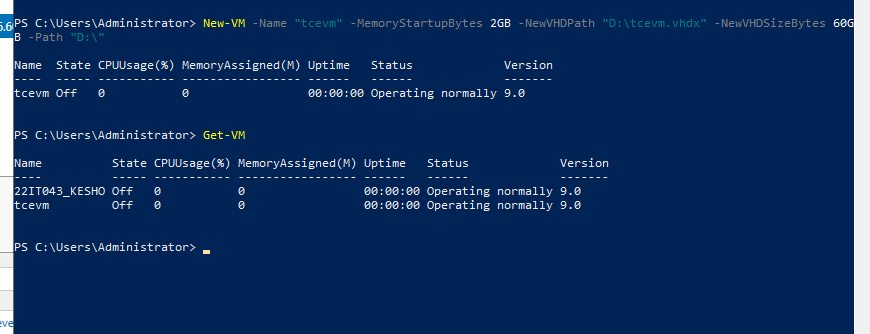 PS C:\Users\Administrator> New-VM -Name "tcevm" -MemoryStartupBytes 2GB -NewVHDPath "D:\tcevm.vhdx" -NewVHDSizeBytes 60G
B -Path "D:\"
Name  State CPUUsage(%) MemoryAssigned(M) Uptime   Status             Version
----  ----- ----------- ----------------- ------   ------             -------
tcevm Off   0           0                 00:00:00 Operating normally 9.0
PS C:\Users\Administrator> Get-VM
Name          State CPUUsage(%) MemoryAssigned(M) Uptime   Status             Version
----          ----- ----------- ----------------- ------   ------             -------
22IT043_KESHO Off   0           0                 00:00:00 Operating normally 9.0
tcevm         Off   0           0                 00:00:00 Operating normally 9.0
PS C:\Users\Administrator>